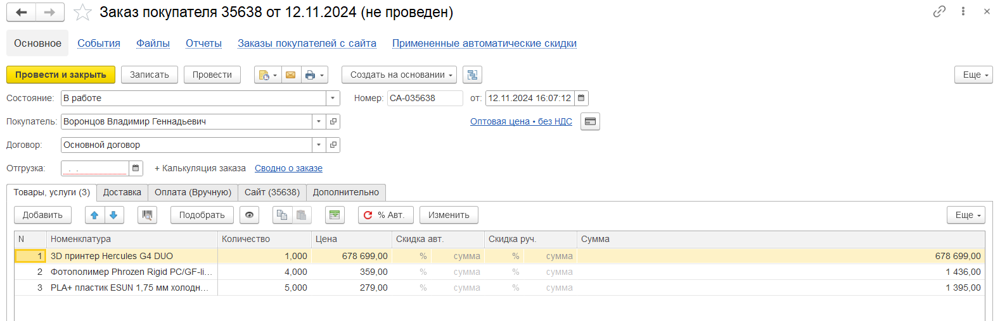 Заказ покупателя 35638 от 12.11.2024 (не проведен)
Основное События Файлы Отчеты Заказы покупателей с сайта Примененные автоматические скидки
Провести и закрыть Записать Провести Создать на основании Еще
Состояние: В работе Номер: СА-035638 от: 12.11.2024 16:07:12
Покупатель: Воронцов Владимир Геннадьевич Оптовая цена • без НДС
Договор: Основной договор
Отгрузка: . . + Калькуляция заказа Сводно о заказе
Товары, услуги (3) Доставка Оплата (Вручную) Сайт (35638) Дополнительно
Добавить Подобрать % Авт. Изменить Еще
N Номенклатура Количество Цена Скидка авт. Скидка руч. Сумма
1 3D принтер Hercules G4 DUO 1,000 678 699,00 % сумма % сумма 678 699,00
2 Фотополимер Phrozen Rigid PC/GF-li... 4,000 359,00 % сумма % сумма 1 436,00
3 PLA+ пластик ESUN 1,75 мм холодн... 5,000 279,00 % сумма % сумма 1 395,00